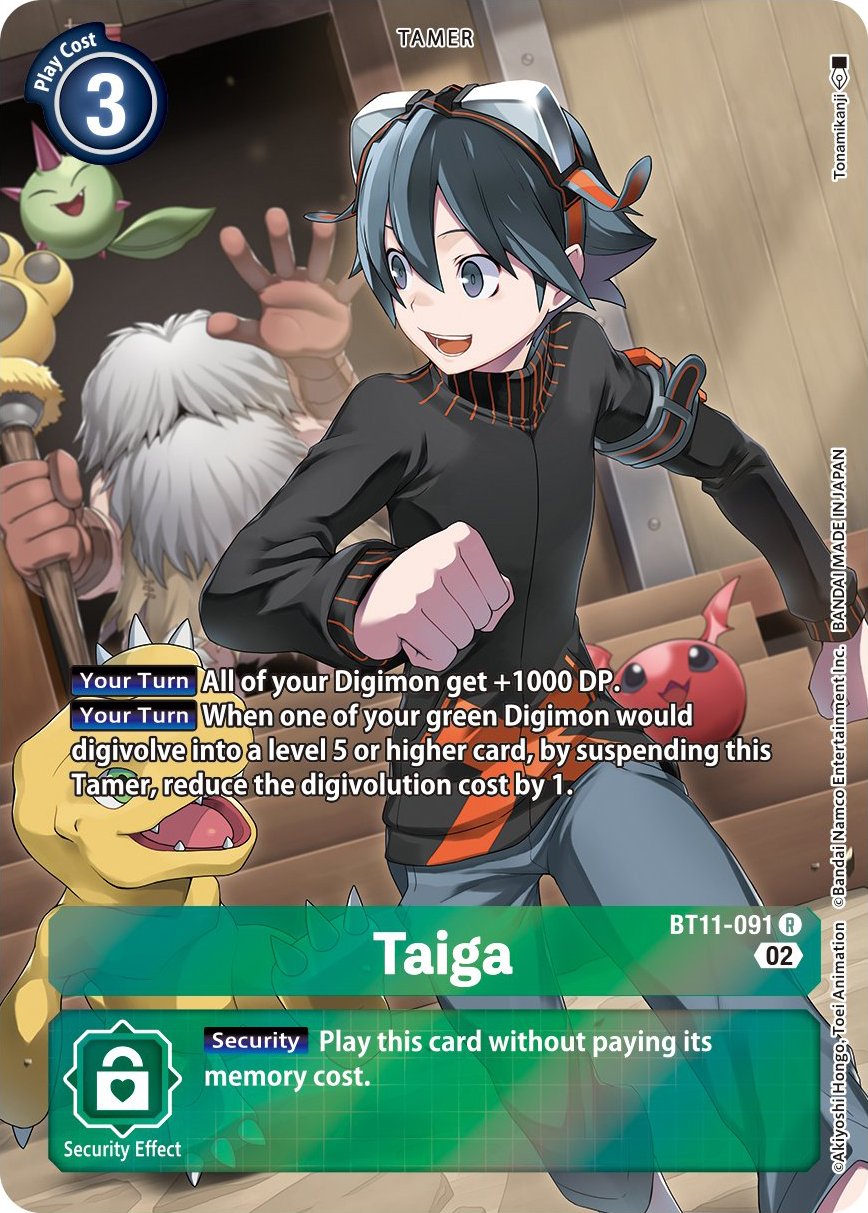 TAMER
Play Cost
3
Tonamikanji
Your Turn All of your Digimon get +1000 DP.
Your Turn When one of your green Digimon would
digivolve into a level 5 or higher card, by suspending this
Tamer, reduce the digivolution cost by 1.
BT11-091 R
Taiga
02
Security Play this card without paying its
memory cost.
Security Effect
©Akiyoshi Hongo, Toei Animation ©Bandai Namco Entertainment Inc. BANDAI MADE IN JAPAN